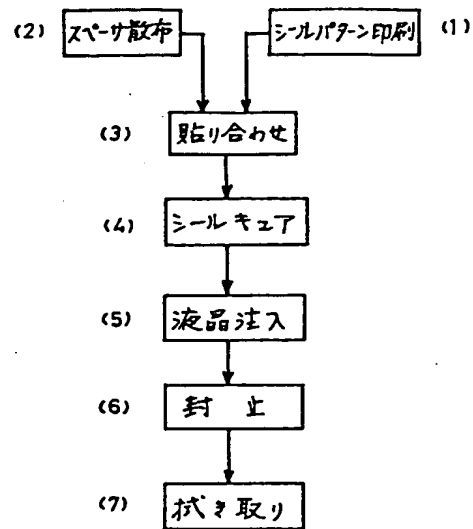 (2) スペーサ散布 シールパターン印刷 (1)
(3) 貼り合わせ
(4) シールキュア
(5) 液晶注入
(6) 封止
(7) 拭き取り